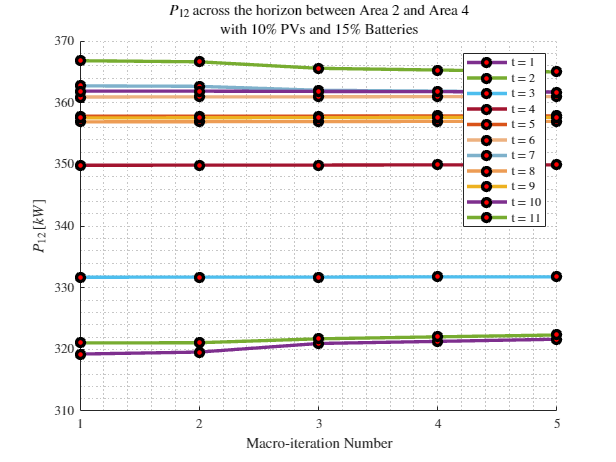 P12 across the horizon between Area 2 and Area 4
with 10% PVs and 15% Batteries
370
360
350
340
330
320
310
P12 [kW]
t = 1
t = 2
t = 3
t = 4
t = 5
t = 6
t = 7
t = 8
t = 9
t = 10
t = 11
1 2 3 4 5
Macro-iteration Number